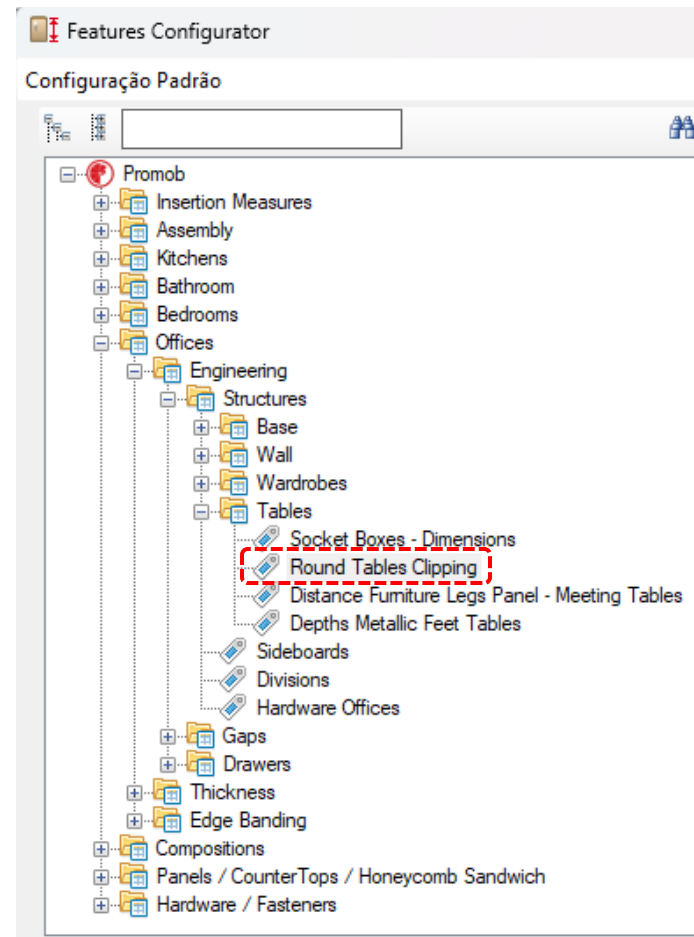 Features Configurator
Configuração Padrão
Promob
Insertion Measures
Assembly
Kitchens
Bathroom
Bedrooms
Offices
Engineering
Structures
Base
Wall
Wardrobes
Tables
Socket Boxes - Dimensions
Round Tables Clipping
Distance Furniture Legs Panel - Meeting Tables
Depths Metallic Feet Tables
Sideboards
Divisions
Hardware Offices
Gaps
Drawers
Thickness
Edge Banding
Compositions
Panels / CounterTops / Honeycomb Sandwich
Hardware / Fasteners